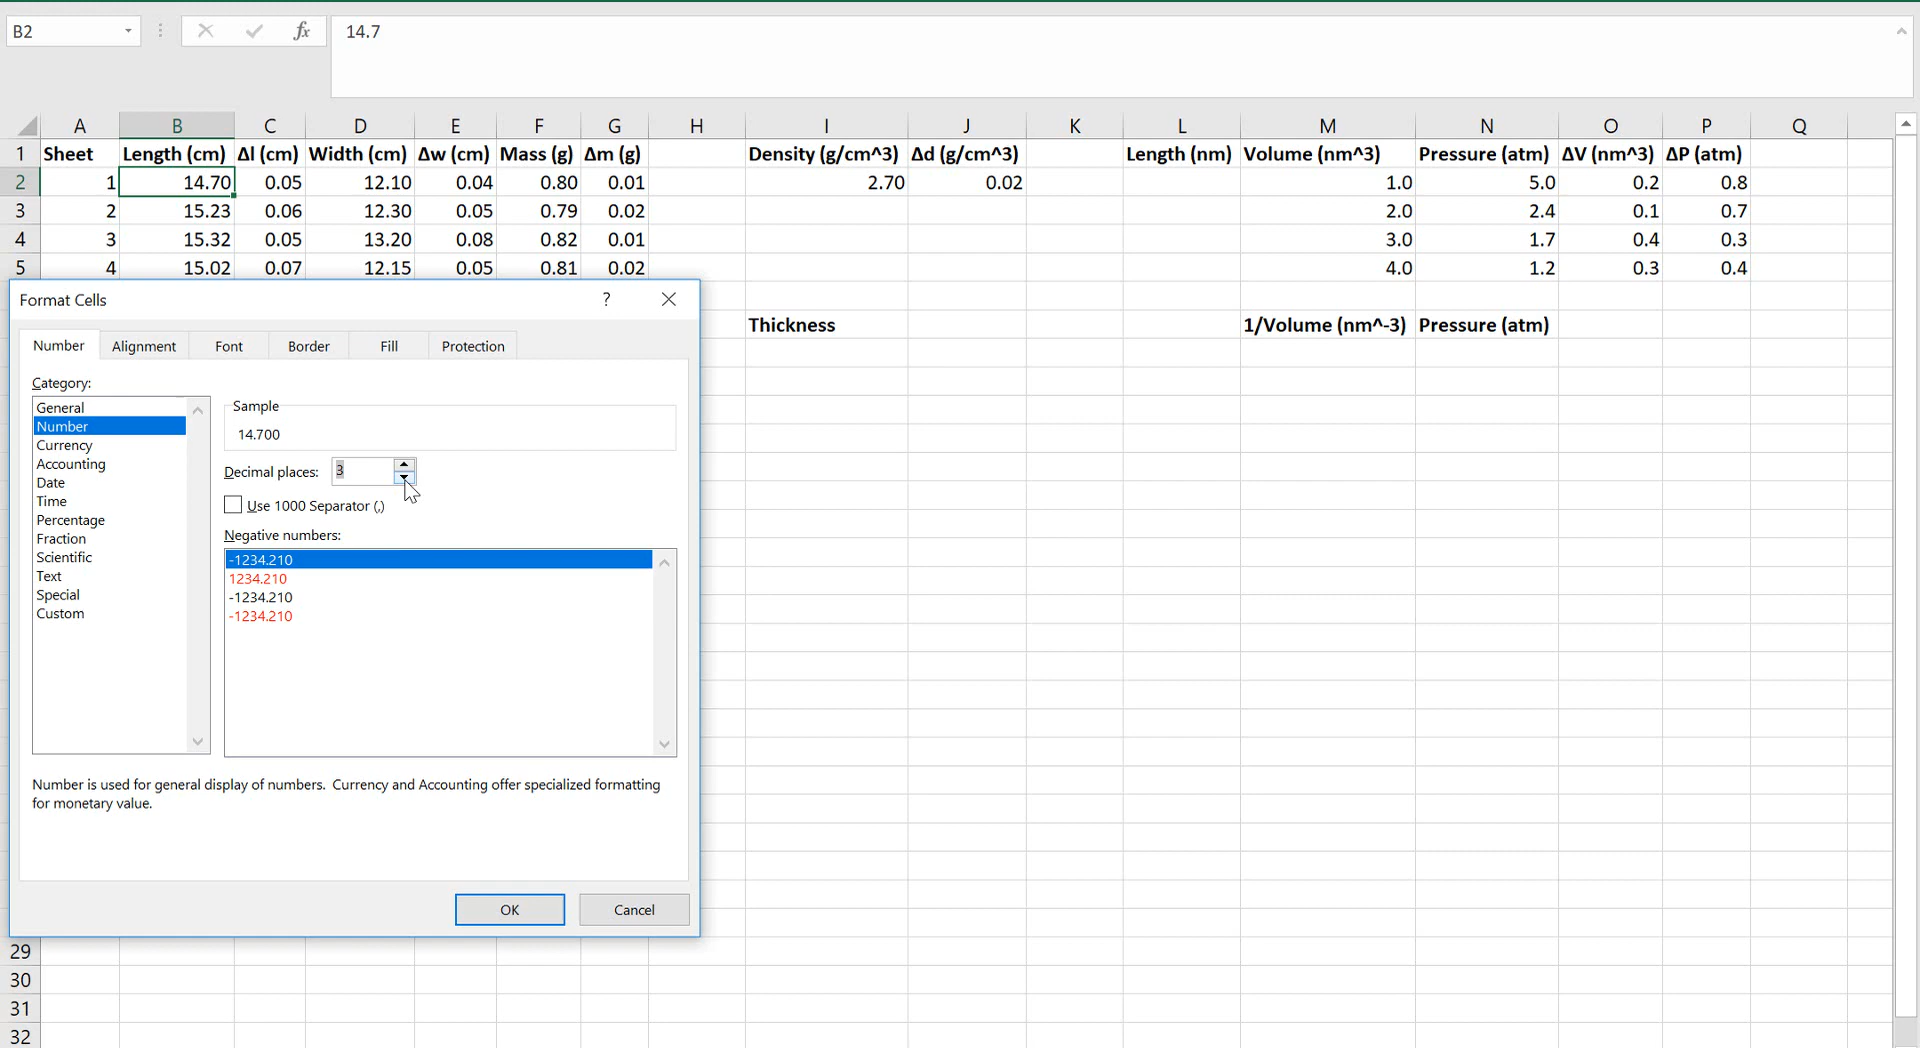 B2 fx 14.7
A B C D E F G H I J K L M N O P Q
1 Sheet Length (cm) Δl (cm) Width (cm) Δw (cm) Mass (g) Δm (g) Density (g/cm^3) Δd (g/cm^3) Length (nm) Volume (nm^3) Pressure (atm) ΔV (nm^3) ΔP (atm)
2 1 14.70 0.05 12.10 0.04 0.80 0.01 2.70 0.02 1.0 5.0 0.2 0.8
3 2 15.23 0.06 12.30 0.05 0.79 0.02 2.0 2.4 0.1 0.7
4 3 15.32 0.05 13.20 0.08 0.82 0.01 3.0 1.7 0.4 0.3
5 4 15.02 0.07 12.15 0.05 0.81 0.02 4.0 1.2 0.3 0.4
Thickness 1/Volume (nm^-3) Pressure (atm)
Format Cells ?
Number Alignment Font Border Fill Protection
Category:
General
Number
Currency
Accounting
Date
Time
Percentage
Fraction
Scientific
Text
Special
Custom
Sample
14.700
Decimal places: 3
Use 1000 Separator (,)
Negative numbers:
-1234.210
1234.210
-1234.210
-1234.210
Number is used for general display of numbers. Currency and Accounting offer specialized formatting
for monetary value.
OK Cancel
29
30
31
32